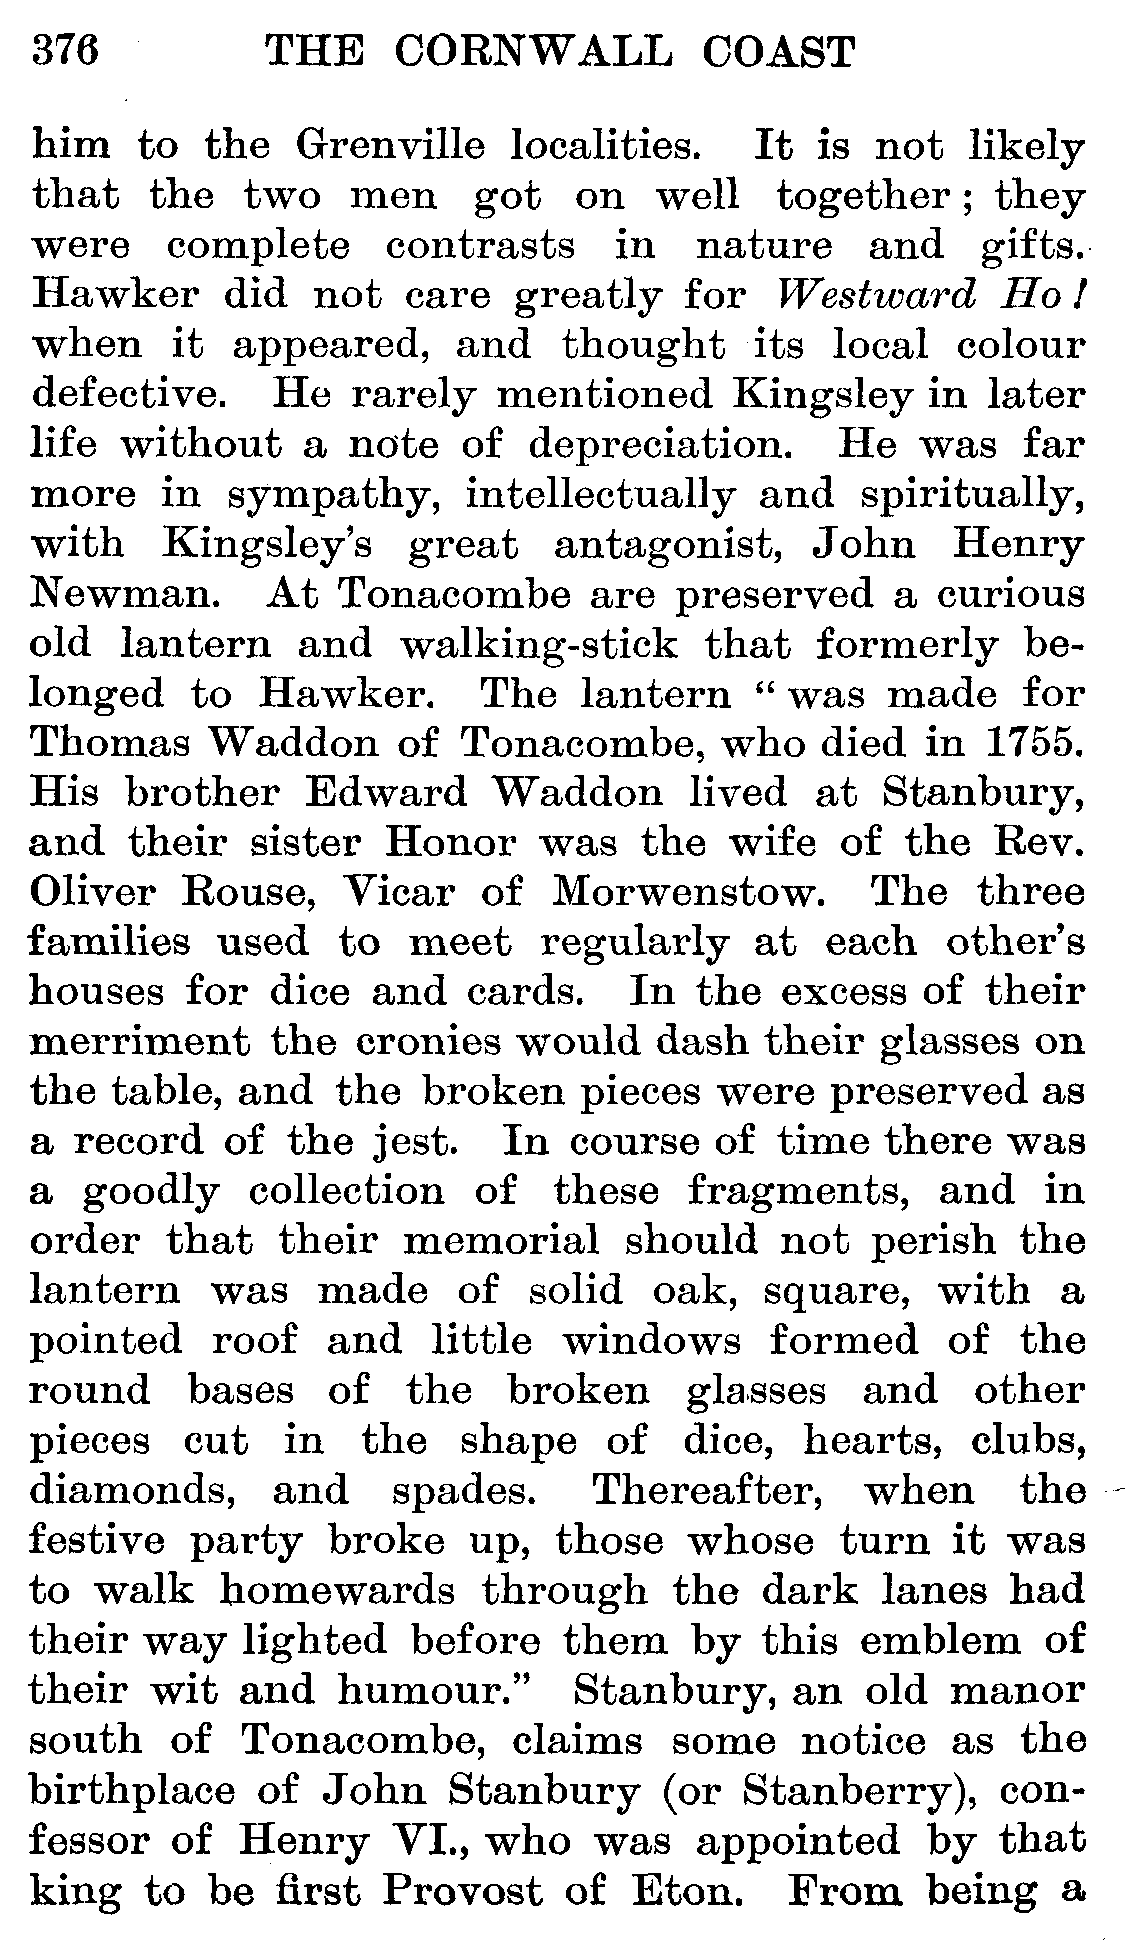 376 THE CORNWALL COAST
him to the Grenville localities. It is not likely
that the two men got on well together; they
were complete contrasts in nature and gifts.
Hawker did not care greatly for Westward Ho!
when it appeared, and thought its local colour
defective. He rarely mentioned Kingsley in later
life without a note of depreciation. He was far
more in sympathy, intellectually and spiritually,
with Kingsley's great antagonist, John Henry
Newman. At Tonacombe are preserved a curious
old lantern and walking-stick that formerly be-
longed to Hawker. The lantern "was made for
Thomas Waddon of Tonacombe, who died in 1755.
His brother Edward Waddon lived at Stanbury,
and their sister Honor was the wife of the Rev.
Oliver Rouse, Vicar of Morwenstow. The three
families used to meet regularly at each other's
houses for dice and cards. In the excess of their
merriment the cronies would dash their glasses on
the table, and the broken pieces were preserved as
a record of the jest. In course of time there was
a goodly collection of these fragments, and in
order that their memorial should not perish the
lantern was made of solid oak, square, with a
pointed roof and little windows formed of the
round bases of the broken glasses and other
pieces cut in the shape of dice, hearts, clubs,
diamonds, and spades. Thereafter, when the
festive party broke up, those whose turn it was
to walk homewards through the dark lanes had
their way lighted before them by this emblem of
their wit and humour." Stanbury, an old manor
south of Tonacombe, claims some notice as the
birthplace of John Stanbury (or Stanberry), con-
fessor of Henry VI., who was appointed by that
king to be first Provost of Eton. From being a